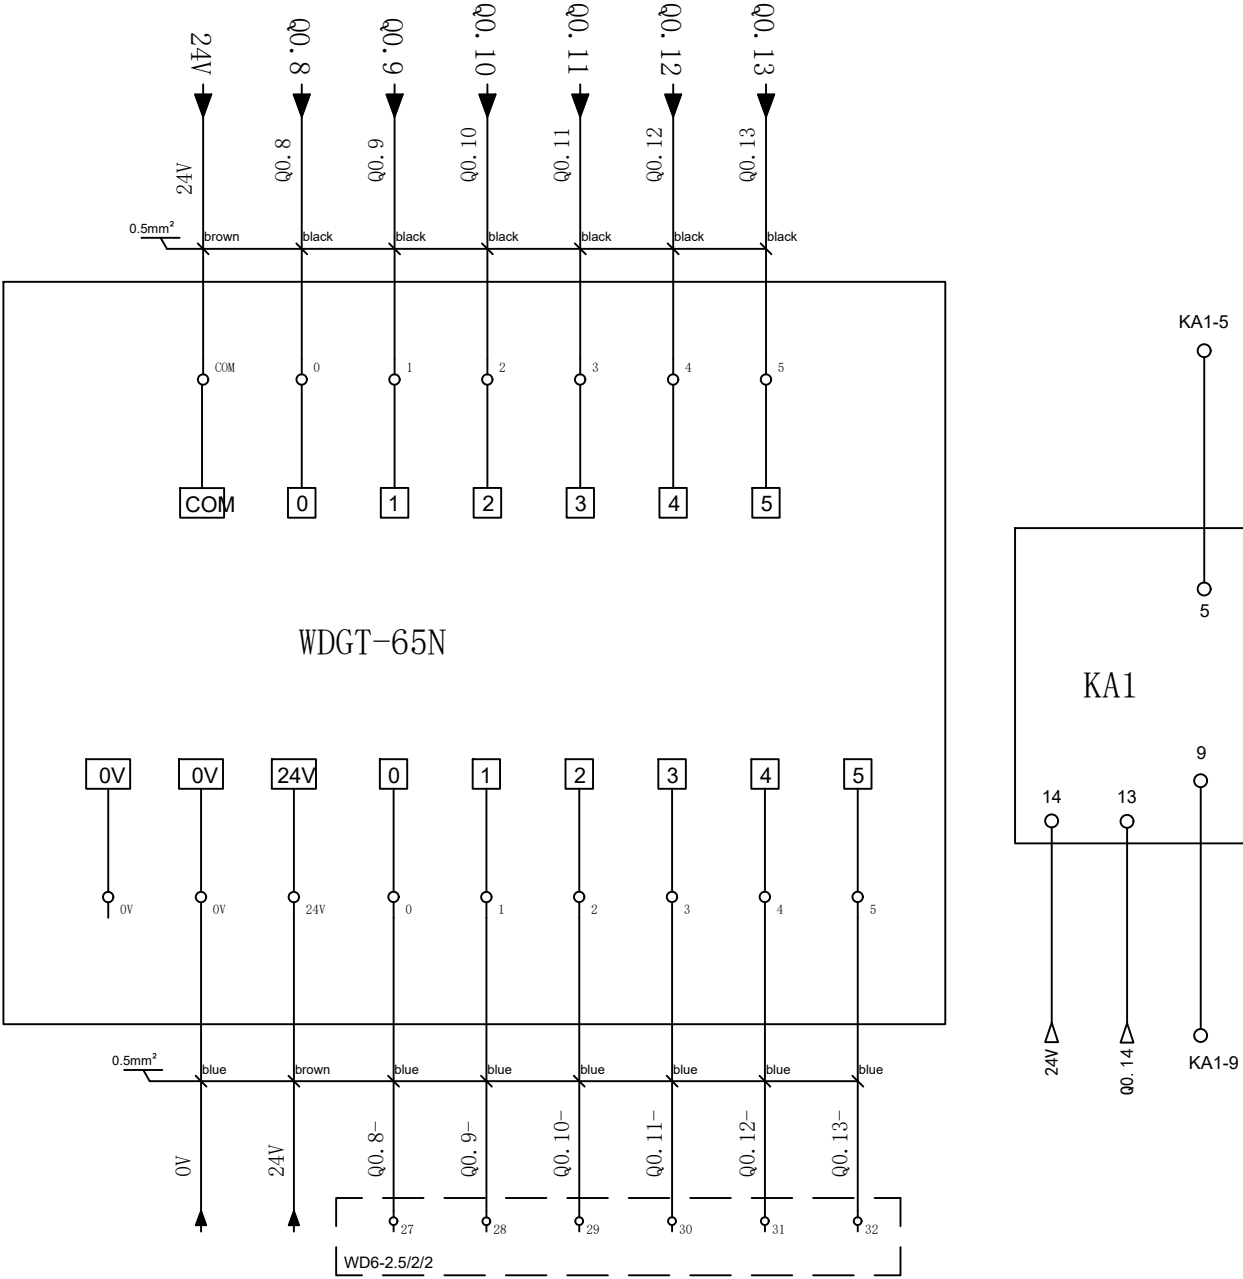 24V Q0.8 Q0.9 Q0.10 Q0.11 Q0.12 Q0.13
24V Q0.8 Q0.9 Q0.10 Q0.11 Q0.12 Q0.13
0.5mm² brown black black black black black black
KA1-5
COM 0 1 2 3 4 5
COM 0 1 2 3 4 5
5
WDGT-65N
KA1
0V 0V 24V 0 1 2 3 4 5
9
14 13
0V 0V 24V 0 1 2 3 4 5
24V Q0.14 KA1-9
0.5mm² blue brown blue blue blue blue blue blue
0V 24V Q0.8- Q0.9- Q0.10- Q0.11- Q0.12- Q0.13-
27 28 29 30 31 32
WD6-2.5/2/2